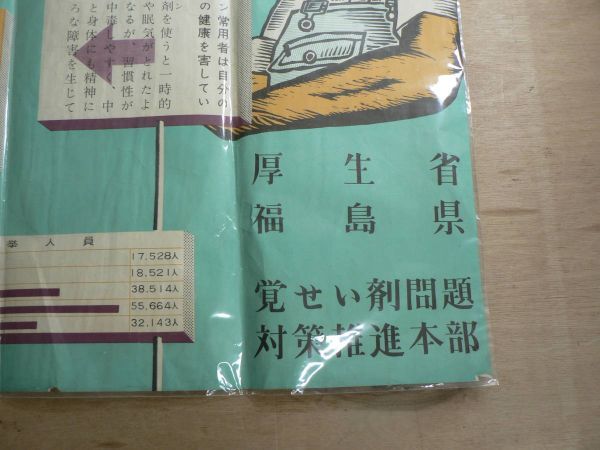 ン常用者は自分の
の健康を害してい
剤を使うと一時的
や眠気がとれたよ
なるが、習慣性が
中毒しやすく、中
と身体にも精神に
ろな障害を生じて
挙人員
17,528人
18,521人
38,514人
55,664人
32,143人
厚生省
福島県
覚せい剤問題
対策推進本部